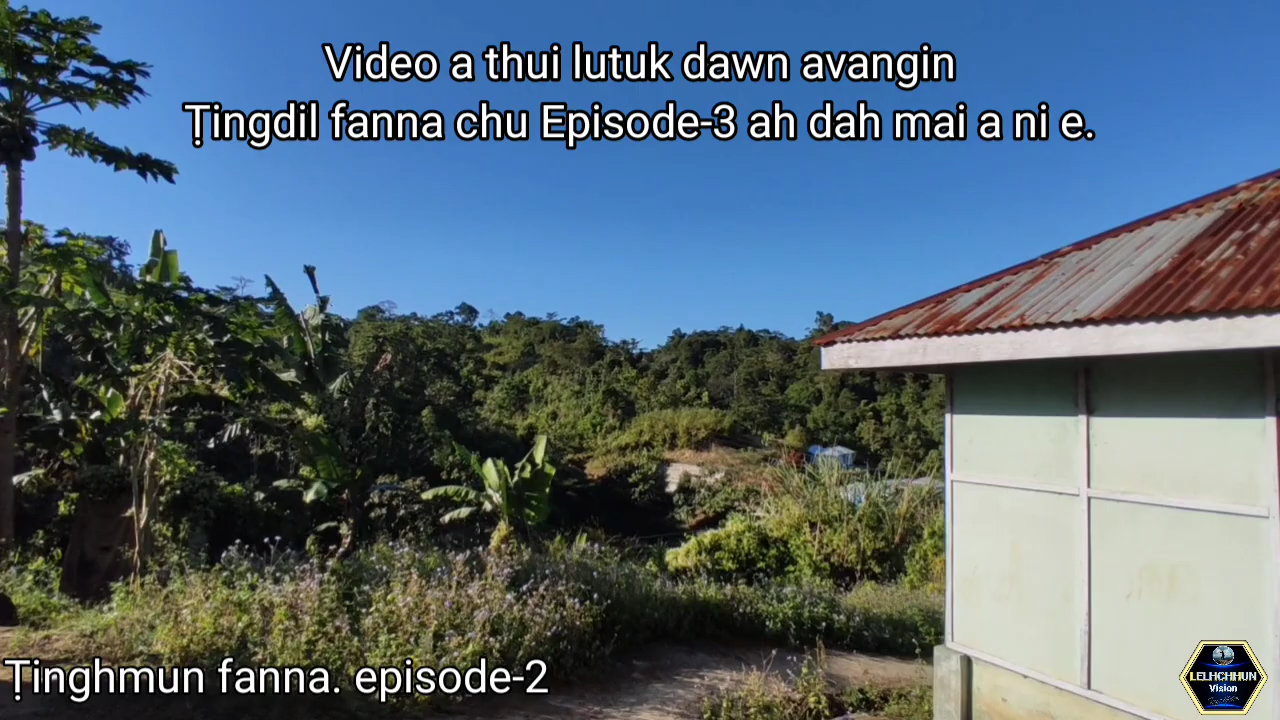 Video a thui lutuk dawn avangin
Ṭingdil fanna chu Episode-3 ah dah mai a ni e.
Ṭinghmun fanna. episode-2
LELHCHHUN
Vision